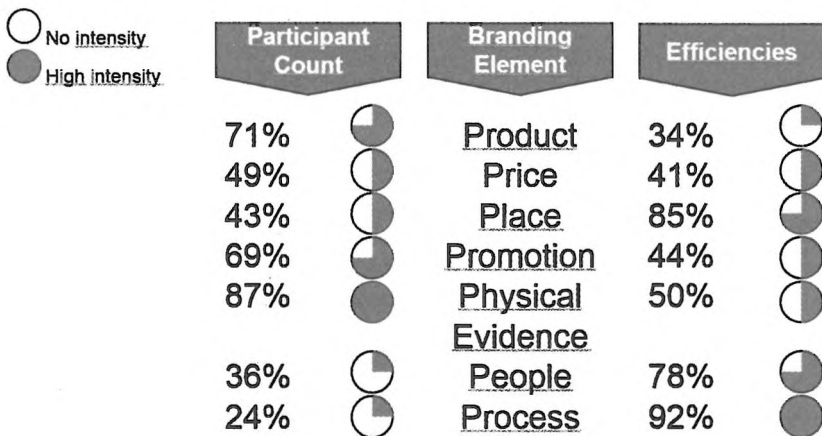 No intensity
High intensity
Participant Count
Branding Element
Efficiencies
71% Product 34%
49% Price 41%
43% Place 85%
69% Promotion 44%
87% Physical Evidence 50%
36% People 78%
24% Process 92%